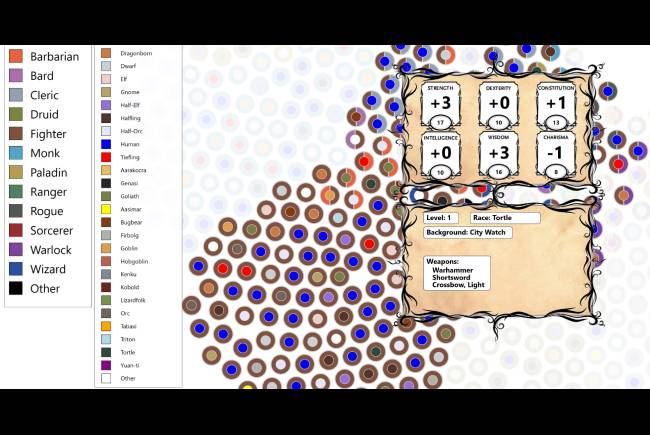 Barbarian
Bard
Cleric
Druid
Fighter
Monk
Paladin
Ranger
Rogue
Sorcerer
Warlock
Wizard
Other
Dragonborn
Dwarf
Elf
Gnome
Half-Elf
Halfling
Half-Orc
Human
Tiefling
Aarakocra
Genasi
Goliath
Aasimar
Bugbear
Firbolg
Goblin
Hobgoblin
Kenku
Kobold
Lizardfolk
Orc
Tabaxi
Triton
Tortle
Yuan-ti
Other
STRENGTH DEXTERITY CONSTITUTION
+3 +0 +1
17 10 13
INTELLIGENCE WISDOM CHARISMA
+0 +3 -1
10 16 8
Level: 1 Race: Tortle
Background: City Watch
Weapons:
Warhammer
Shortsword
Crossbow, Light